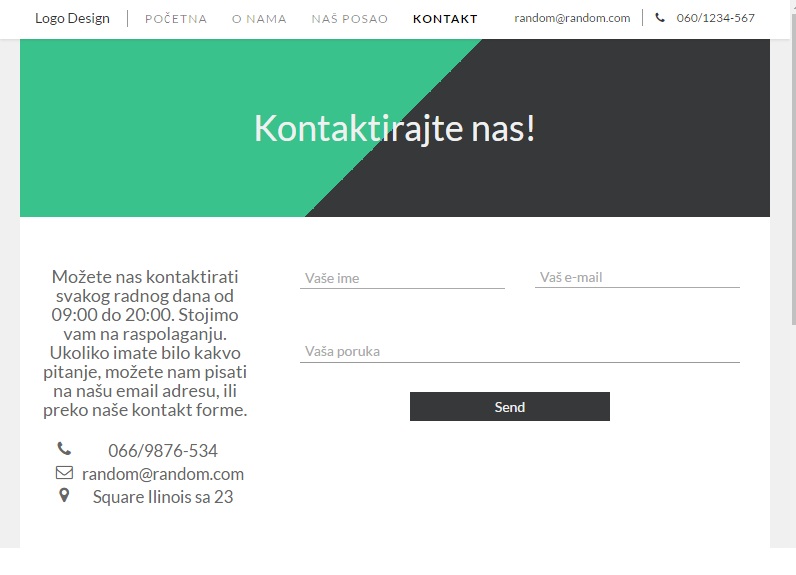 Logo Design POČETNA O NAMA NAŠ POSAO KONTAKT random@random.com 060/1234-567
Kontaktirajte nas!
Možete nas kontaktirati
svakog radnog dana od
09:00 do 20:00. Stojimo
vam na raspolaganju.
Ukoliko imate bilo kakvo
pitanje, možete nam pisati
na našu email adresu, ili
preko naše kontakt forme.
066/9876-534
random@random.com
Square Ilinois sa 23
Vaše ime
Vaš e-mail
Vaša poruka
Send